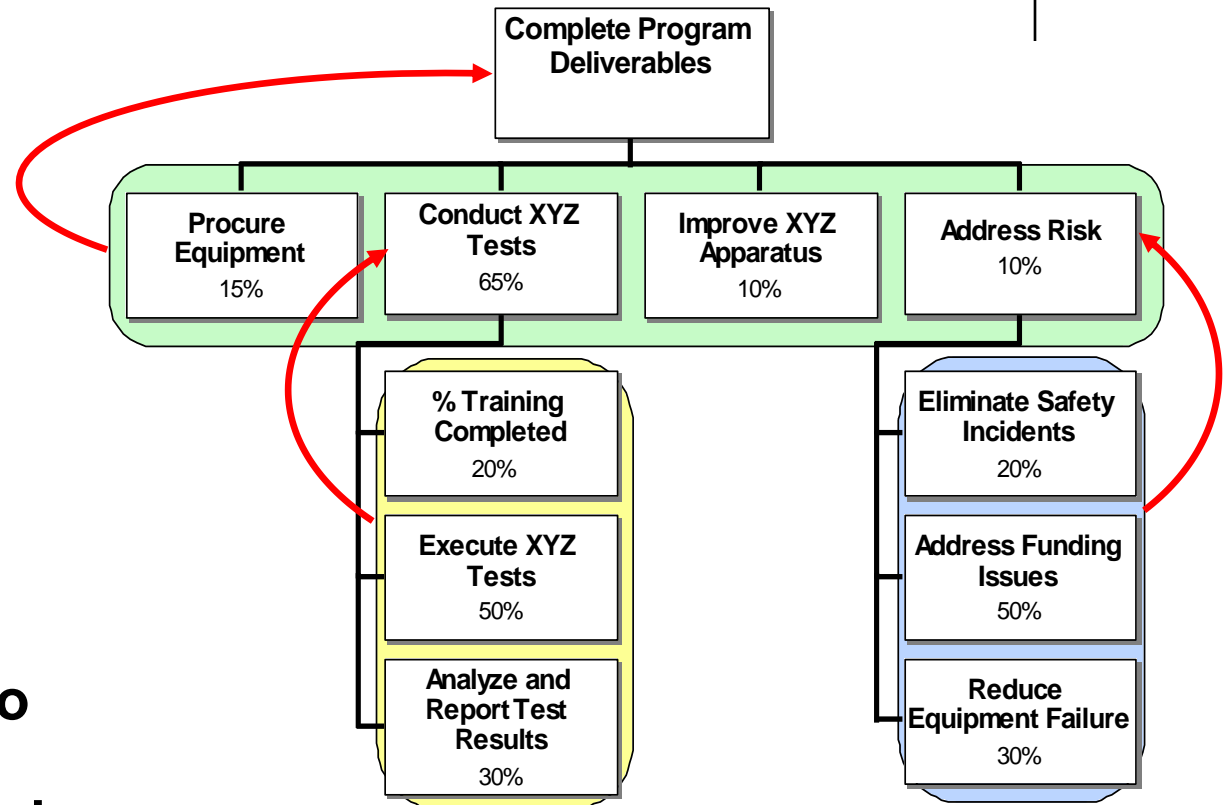 Complete Program
Deliverables
Procure
Equipment
15%
Conduct XYZ
Tests
65%
Improve XYZ
Apparatus
10%
Address Risk
10%
% Training
Completed
20%
Execute XYZ
Tests
50%
Analyze and
Report Test
Results
30%
Eliminate Safety
Incidents
20%
Address Funding
Issues
50%
Reduce
Equipment Failure
30%